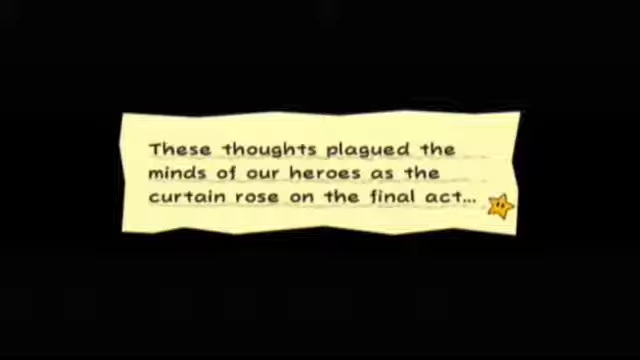 These thoughts plagued the
minds of our heroes as the
curtain rose on the final act...